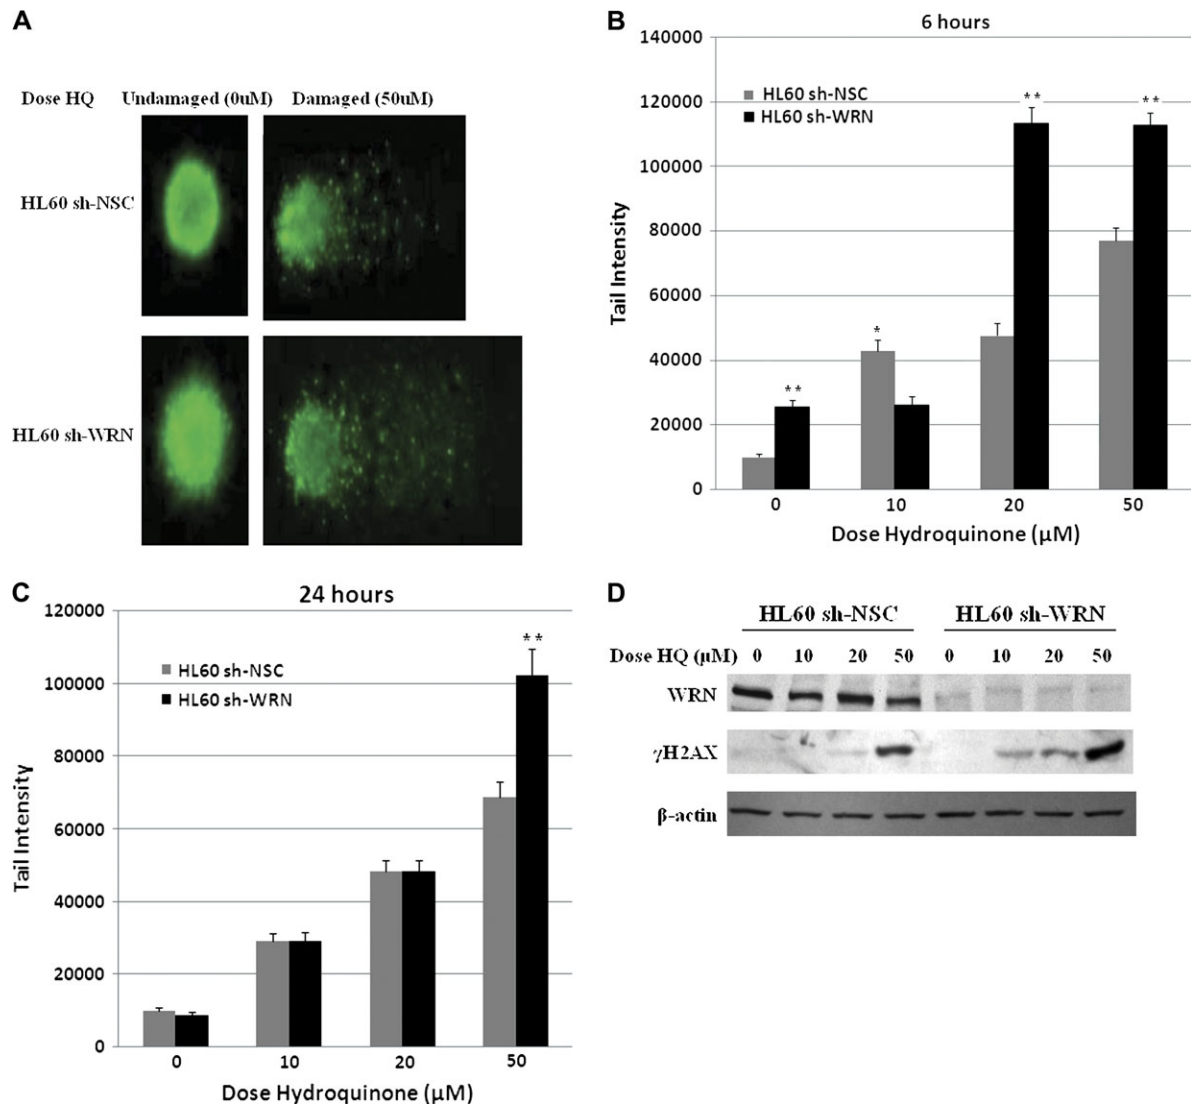 A
Dose HQ Undamaged (0uM) Damaged (50uM)
HL60 sh-NSC
HL60 sh-WRN
B
6 hours
140000
120000
100000
80000
60000
40000
20000
0
Tail Intensity
HL60 sh-NSC
HL60 sh-WRN
**
*
**
**
0 10 20 50
Dose Hydroquinone (µM)
C
24 hours
120000
100000
80000
60000
40000
20000
0
Tail Intensity
HL60 sh-NSC
HL60 sh-WRN
**
0 10 20 50
Dose Hydroquinone (µM)
D
HL60 sh-NSC HL60 sh-WRN
Dose HQ (µM) 0 10 20 50 0 10 20 50
WRN
γH2AX
β-actin